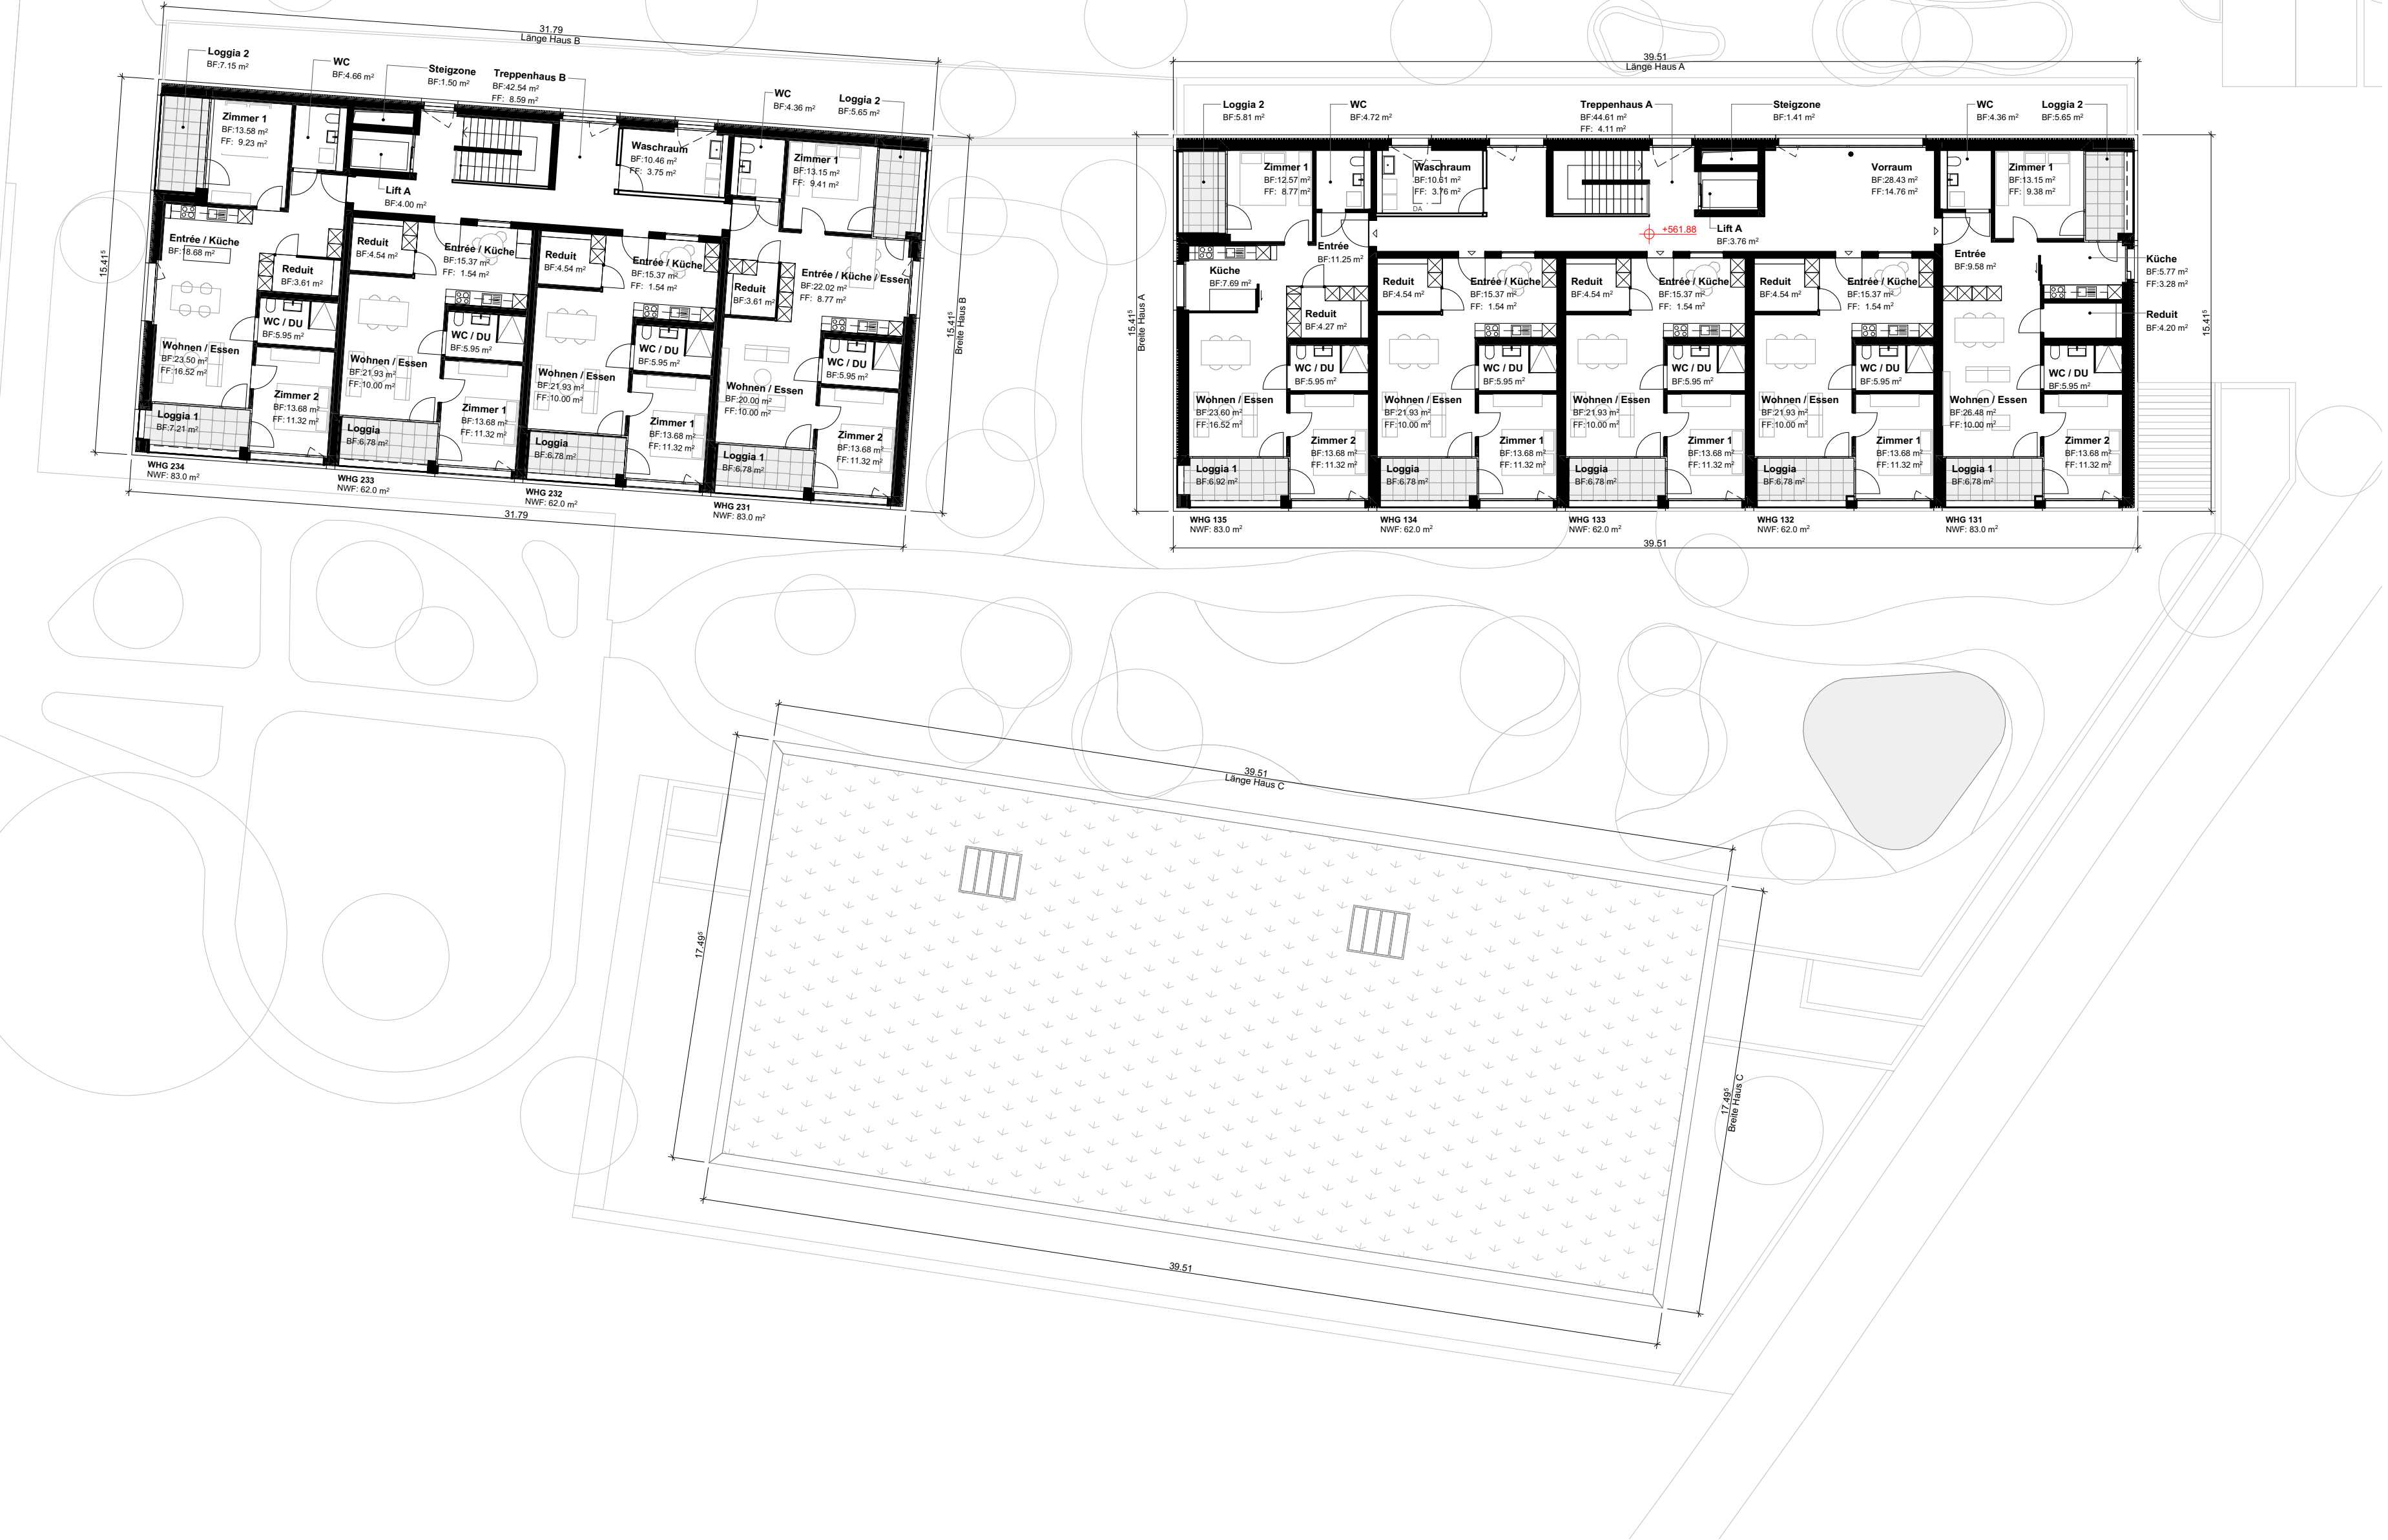 31.79
Länge Haus B
Loggia 2
BF:7.15 m²
WC
BF:4.66 m²
Steigzone
BF:1.50 m²
Treppenhaus B
BF:42.54 m²
FF: 8.59 m²
WC
BF:4.36 m²
Loggia 2
BF:5.65 m²
Zimmer 1
BF:13.58 m²
FF: 9.23 m²
Lift A
BF:4.00 m²
Waschraum
BF:10.46 m²
FF: 3.75 m²
Zimmer 1
BF:13.15 m²
FF: 9.41 m²
15.41⁵
Entrée / Küche
BF:18.68 m²
Reduit
BF:3.61 m²
Reduit
BF:4.54 m²
Entrée / Küche
BF:15.37 m²
FF: 1.54 m²
Reduit
BF:4.54 m²
Entrée / Küche
BF:15.37 m²
FF: 1.54 m²
Reduit
BF:3.61 m²
Entrée / Küche / Essen
BF:22.02 m²
FF: 8.77 m²
15.41⁵
Breite Haus B
WC / DU
BF:5.95 m²
WC / DU
BF:5.95 m²
WC / DU
BF:5.95 m²
WC / DU
BF:5.95 m²
Wohnen / Essen
BF:23.50 m²
FF:16.52 m²
Wohnen / Essen
BF:21.93 m²
FF:10.00 m²
Wohnen / Essen
BF:21.93 m²
FF:10.00 m²
Wohnen / Essen
BF:20.00 m²
FF:10.00 m²
Zimmer 2
BF:13.68 m²
FF:11.32 m²
Zimmer 1
BF:13.68 m²
FF:11.32 m²
Zimmer 1
BF:13.68 m²
FF:11.32 m²
Zimmer 2
BF:13.68 m²
FF:11.32 m²
Loggia 1
BF:7.21 m²
Loggia
BF:6.78 m²
Loggia
BF:6.78 m²
Loggia 1
BF:6.78 m²
WHG 234
NWF: 83.0 m²
WHG 233
NWF: 62.0 m²
WHG 232
NWF: 62.0 m²
WHG 231
NWF: 83.0 m²
31.79
39.51
Länge Haus A
Loggia 2
BF:5.81 m²
WC
BF:4.72 m²
Treppenhaus A
BF:44.61 m²
FF: 4.11 m²
Steigzone
BF:1.41 m²
WC
BF:4.36 m²
Loggia 2
BF:5.65 m²
Zimmer 1
BF:12.57 m²
FF: 8.77 m²
Waschraum
BF:10.61 m²
FF: 3.76 m²
DA
Vorraum
BF:28.43 m²
FF:14.76 m²
Zimmer 1
BF:13.15 m²
FF: 9.38 m²
+561.88
Lift A
BF:3.76 m²
Entrée
BF:11.25 m²
Küche
BF:7.69 m²
Entrée
BF:9.58 m²
Küche
BF:5.77 m²
FF:3.28 m²
Reduit
BF:4.54 m²
Entrée / Küche
BF:15.37 m²
FF: 1.54 m²
Reduit
BF:4.54 m²
Entrée / Küche
BF:15.37 m²
FF: 1.54 m²
Reduit
BF:4.54 m²
Entrée / Küche
BF:15.37 m²
FF: 1.54 m²
Reduit
BF:4.27 m²
Reduit
BF:4.20 m²
15.41⁵
Breite Haus A
15.41⁵
WC / DU
BF:5.95 m²
WC / DU
BF:5.95 m²
WC / DU
BF:5.95 m²
WC / DU
BF:5.95 m²
WC / DU
BF:5.95 m²
Wohnen / Essen
BF:23.60 m²
FF:16.52 m²
Wohnen / Essen
BF:21.93 m²
FF:10.00 m²
Wohnen / Essen
BF:21.93 m²
FF:10.00 m²
Wohnen / Essen
BF:21.93 m²
FF:10.00 m²
Wohnen / Essen
BF:26.48 m²
FF:10.00 m²
Zimmer 2
BF:13.68 m²
FF:11.32 m²
Zimmer 1
BF:13.68 m²
FF:11.32 m²
Zimmer 1
BF:13.68 m²
FF:11.32 m²
Zimmer 1
BF:13.68 m²
FF:11.32 m²
Zimmer 2
BF:13.68 m²
FF:11.32 m²
Loggia 1
BF:6.92 m²
Loggia
BF:6.78 m²
Loggia
BF:6.78 m²
Loggia
BF:6.78 m²
Loggia 1
BF:6.78 m²
WHG 135
NWF: 83.0 m²
WHG 134
NWF: 62.0 m²
WHG 133
NWF: 62.0 m²
WHG 132
NWF: 62.0 m²
WHG 131
NWF: 83.0 m²
39.51
39.51
Länge Haus C
17.49⁵
17.49⁵
Breite Haus C
39.51